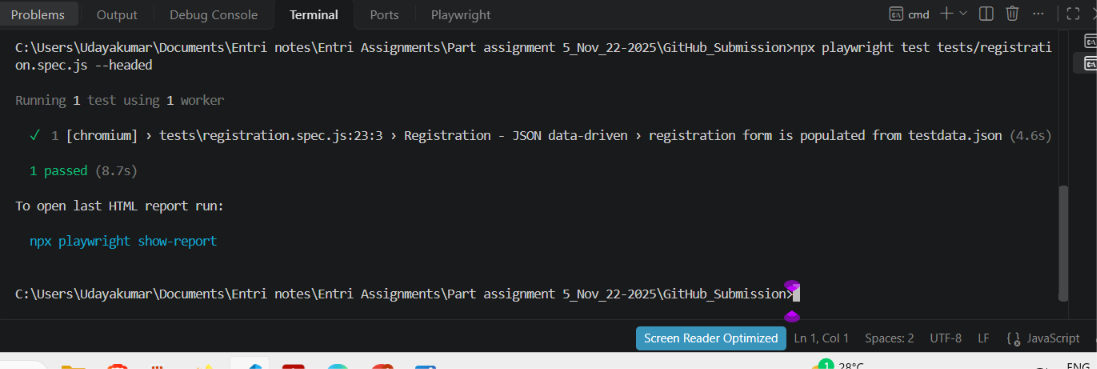 Problems Output Debug Console Terminal Ports Playwright cmd
C:\Users\Udayakumar\Documents\Entri notes\Entri Assignments\Part assignment 5_Nov_22-2025\GitHub_Submission>npx playwright test tests/registrati
on.spec.js --headed
Running 1 test using 1 worker
✓ 1 [chromium] › tests\registration.spec.js:23:3 › Registration - JSON data-driven › registration form is populated from testdata.json (4.6s)
1 passed (8.7s)
To open last HTML report run:
npx playwright show-report
C:\Users\Udayakumar\Documents\Entri notes\Entri Assignments\Part assignment 5_Nov_22-2025\GitHub_Submission>
Screen Reader Optimized Ln 1, Col 1 Spaces: 2 UTF-8 LF {} JavaScript
1 28°C ENG